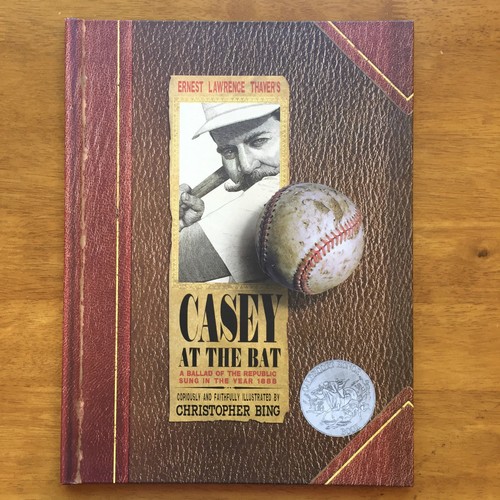 ERNEST LAWRENCE THAYER'S
CASEY
AT THE BAT
A BALLAD OF THE REPUBLIC
SUNG IN THE YEAR 1888
COPIOUSLY AND FAITHFULLY ILLUSTRATED BY
CHRISTOPHER BING